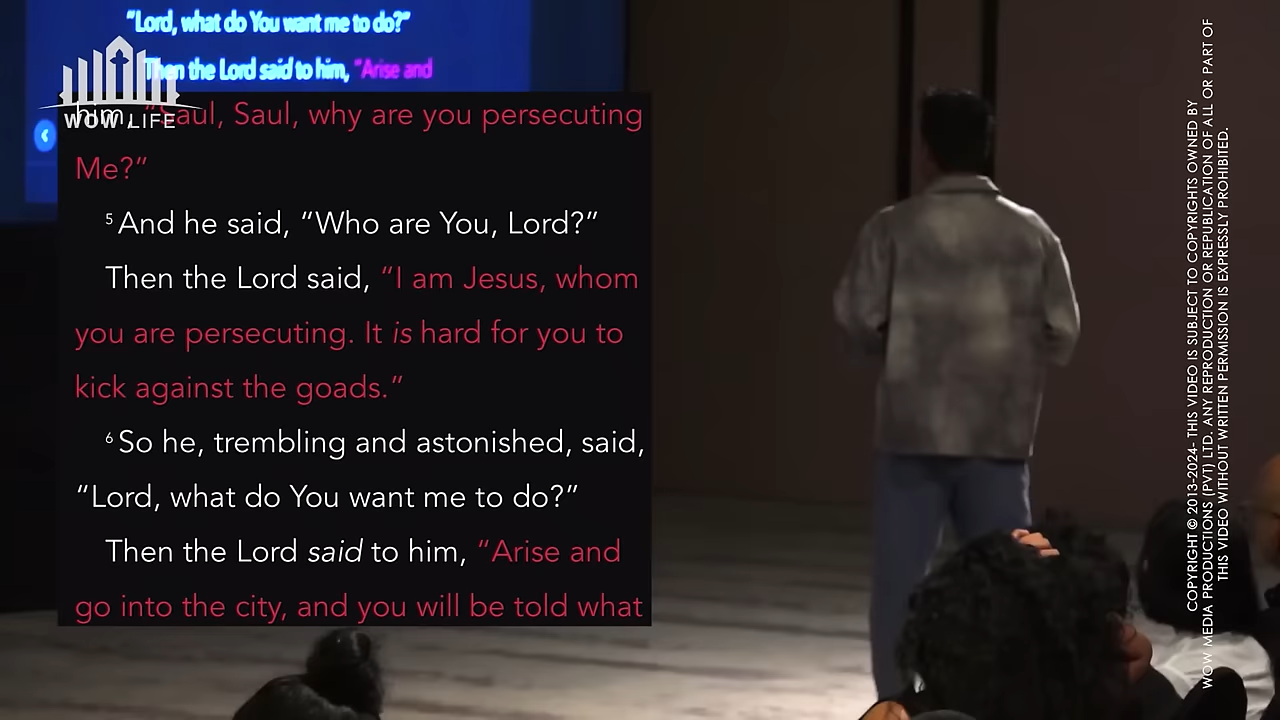 “Lord, what do You want me to do?”
Then the Lord said to him, “Arise and
WOW LIFE
him, “Saul, Saul, why are you persecuting
Me?”
5 And he said, “Who are You, Lord?”
Then the Lord said, “I am Jesus, whom
you are persecuting. It is hard for you to
kick against the goads.”
6 So he, trembling and astonished, said,
“Lord, what do You want me to do?”
Then the Lord said to him, “Arise and
go into the city, and you will be told what
COPYRIGHT © 2013-2024- THIS VIDEO IS SUBJECT TO COPYRIGHTS OWNED BY
WOW MEDIA PRODUCTIONS (PVT) LTD. ANY REPRODUCTION OR REPUBLICATION OF ALL OR PART OF
THIS VIDEO WITHOUT WRITTEN PERMISSION IS EXPRESSLY PROHIBITED.